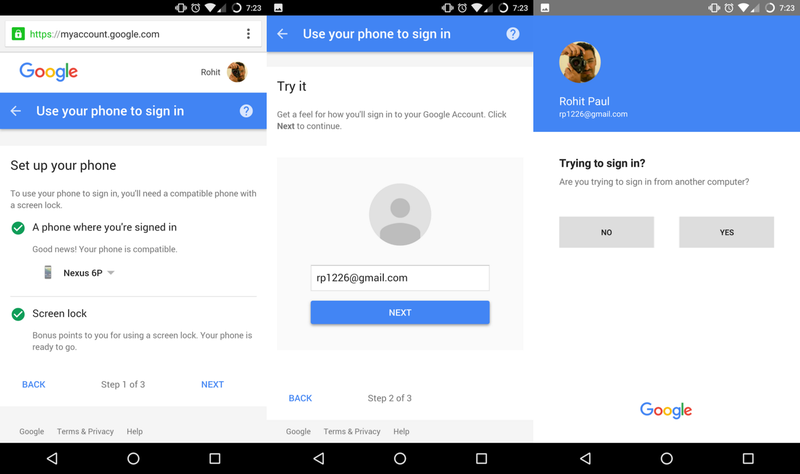 7:23
https://myaccount.google.com
Google
Rohit
Use your phone to sign in
?
Set up your phone
To use your phone to sign in, you'll need a compatible phone with
a screen lock.
A phone where you're signed in
Good news! Your phone is compatible.
Nexus 6P
Screen lock
Bonus points to you for using a screen lock. Your phone is
ready to go.
BACK Step 1 of 3 NEXT
Google Terms & Privacy Help
7:23
Use your phone to sign in
?
Try it
Get a feel for how you'll sign in to your Google Account. Click
Next to continue.
rp1226@gmail.com
NEXT
BACK Step 2 of 3
Google Terms & Privacy Help
7:23
Rohit Paul
rp1226@gmail.com
Trying to sign in?
Are you trying to sign in from another computer?
NO YES
Google